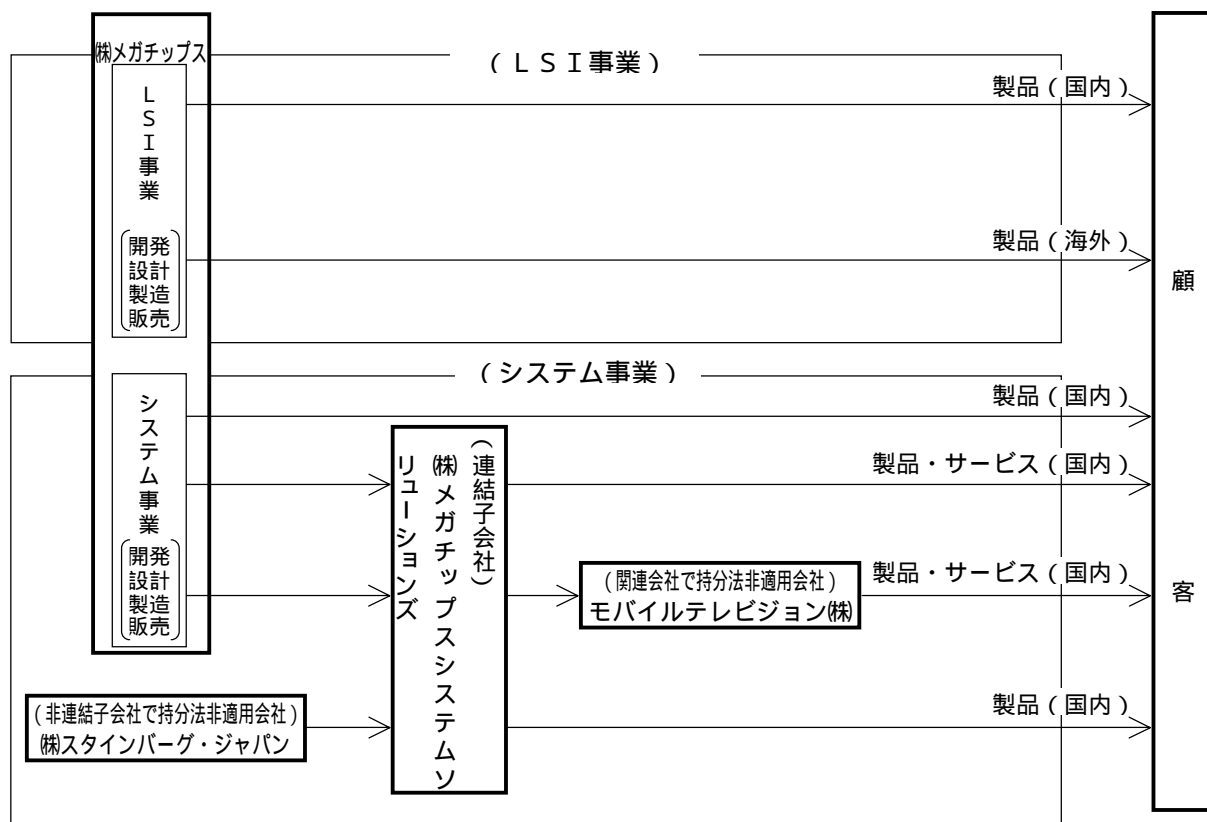 ㈱メガチップス
（ＬＳＩ事業）
ＬＳＩ事業
開発
設計
製造
販売
製品（国内）
製品（海外）
顧客
（システム事業）
システム事業
開発
設計
製造
販売
製品（国内）
（連結子会社）
㈱メガチップスシステムソ
リューションズ
製品・サービス（国内）
（関連会社で持分法非適用会社）
モバイルテレビジョン㈱
製品・サービス（国内）
（非連結子会社で持分法非適用会社）
㈱スタインバーグ・ジャパン
製品（国内）